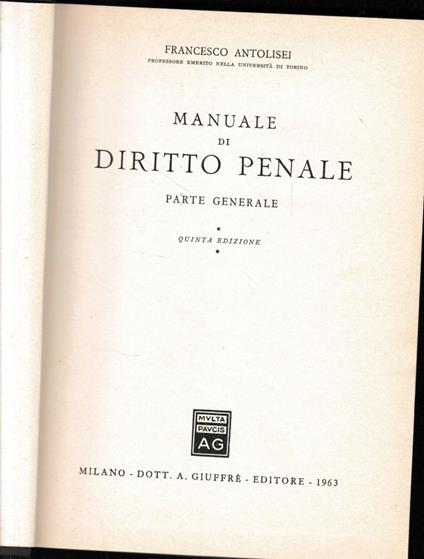 FRANCESCO ANTOLISEI
PROFESSORE EMERITO NELLA UNIVERSITÀ DI TORINO
MANUALE
DI
DIRITTO PENALE
PARTE GENERALE
*
QUINTA EDIZIONE
*
MVLTA
PAVCIS
AG
MILANO - DOTT. A. GIUFFRÈ - EDITORE - 1963